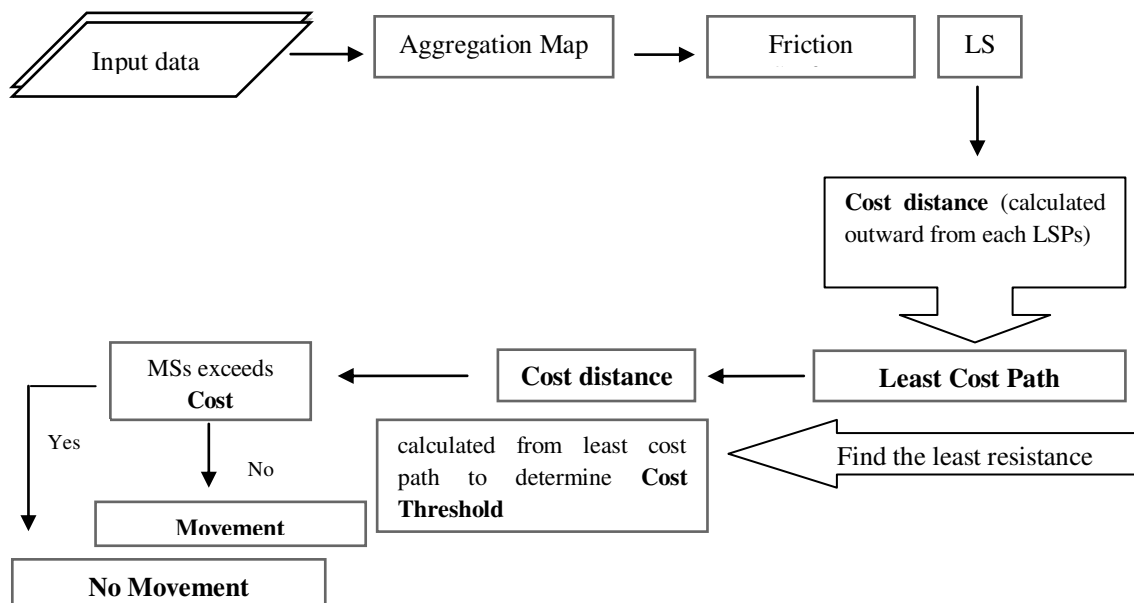 Input data
Aggregation Map
Friction
LS
Cost distance (calculated
outward from each LSPs)
Least Cost Path
Cost distance
MSs exceeds
Cost
Yes
No
calculated from least cost
path to determine Cost
Threshold
Find the least resistance
Movement
No Movement